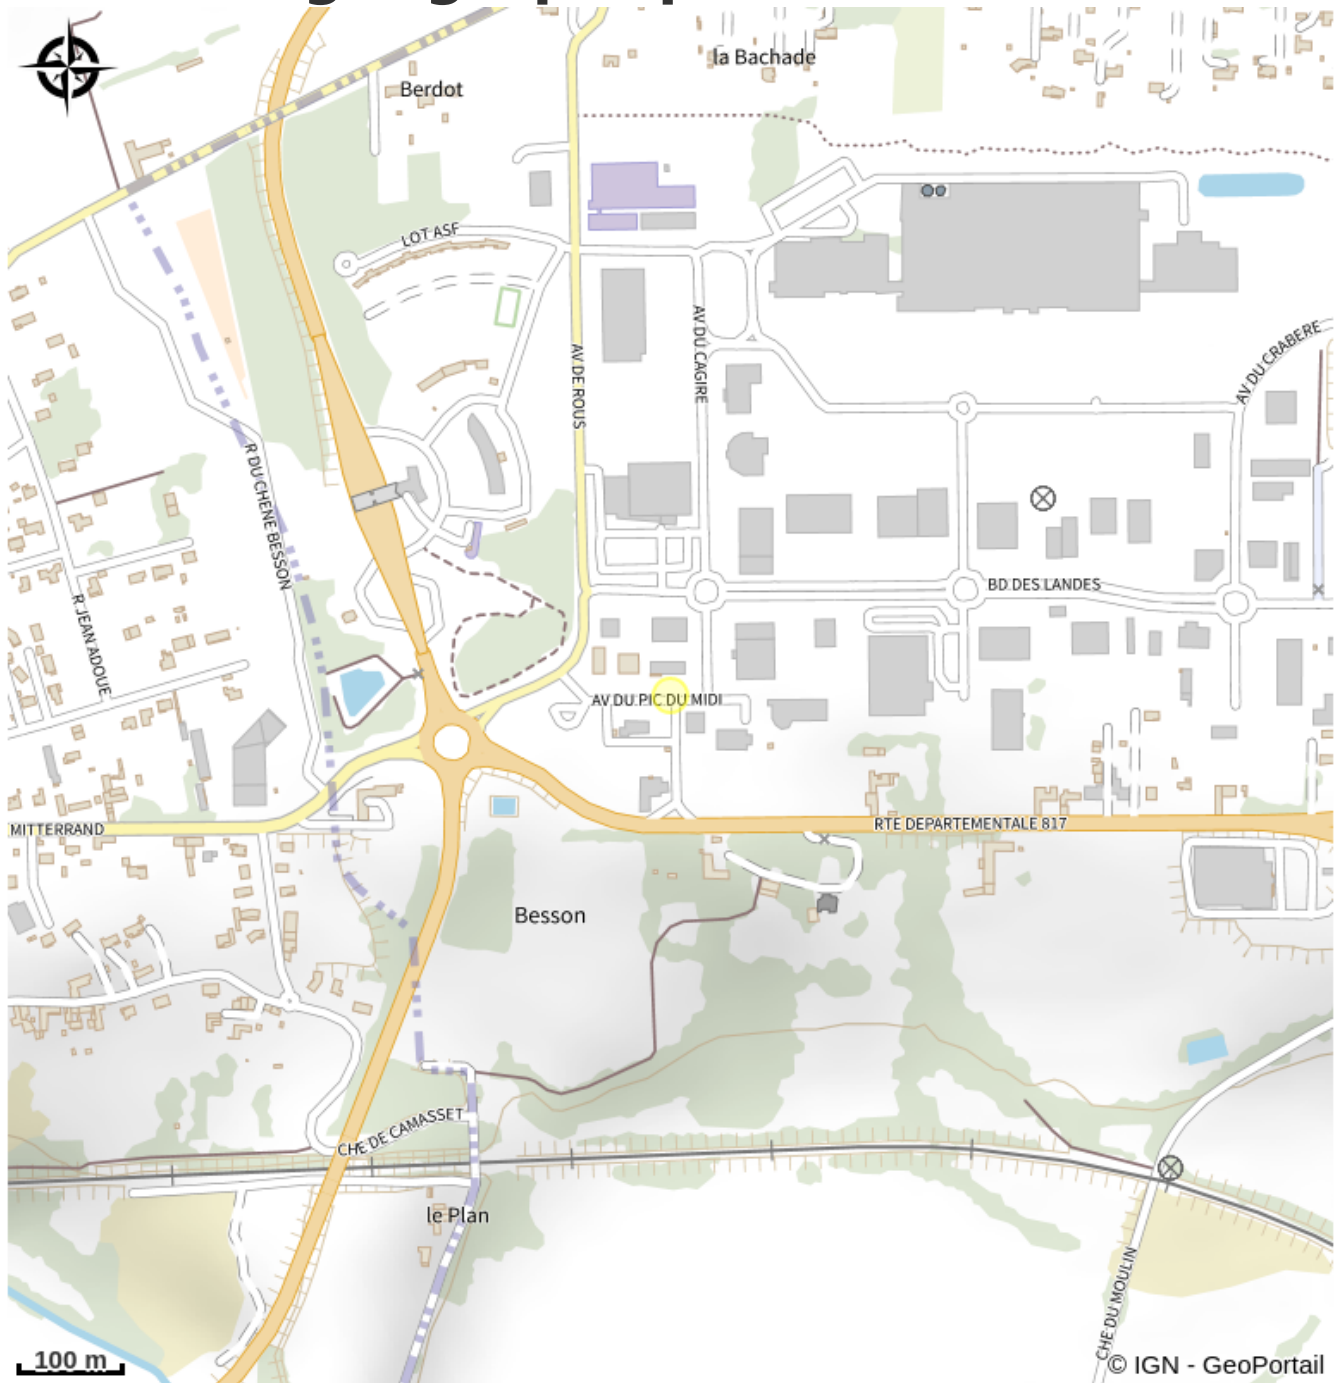 la Bachade
Berdot
LOT ASF
AV DU CAGIRE
AV DU CRABERE
AV DE ROUS
R DU CHENE BESSON
BD DES LANDES
R JEAN ADOUE
AV DU PIC DU MIDI
MITTERRAND
RTE DEPARTEMENTALE 817
Besson
CHE DE CAMASSET
le Plan
CHE DU MOULIN
100 m
© IGN - GeoPortail